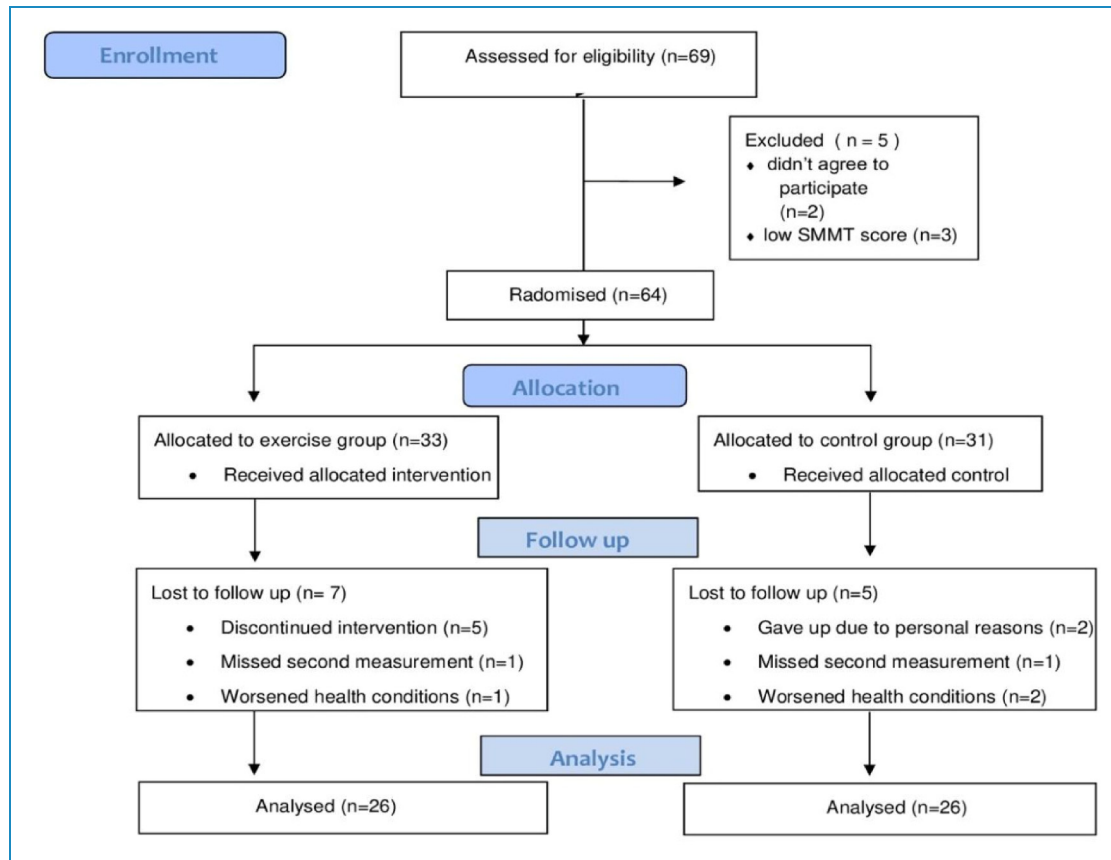 Enrollment
Assessed for eligibility (n=69)
Excluded ( n = 5 )
♦ didn't agree to
participate
(n=2)
♦ low SMMT score (n=3)
Radomised (n=64)
Allocation
Allocated to exercise group (n=33)
• Received allocated intervention
Allocated to control group (n=31)
• Received allocated control
Follow up
Lost to follow up (n= 7)
• Discontinued intervention (n=5)
• Missed second measurement (n=1)
• Worsened health conditions (n=1)
Lost to follow up (n=5)
• Gave up due to personal reasons (n=2)
• Missed second measurement (n=1)
• Worsened health conditions (n=2)
Analysis
Analysed (n=26)
Analysed (n=26)